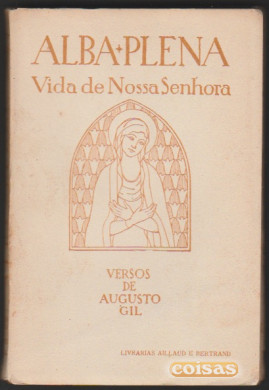 ALBA+PLENA
Vida de Nossa Senhora
VERSOS
DE
AUGUSTO
GIL
LIVRARIAS AILLAUD E BERTRAND
coisas